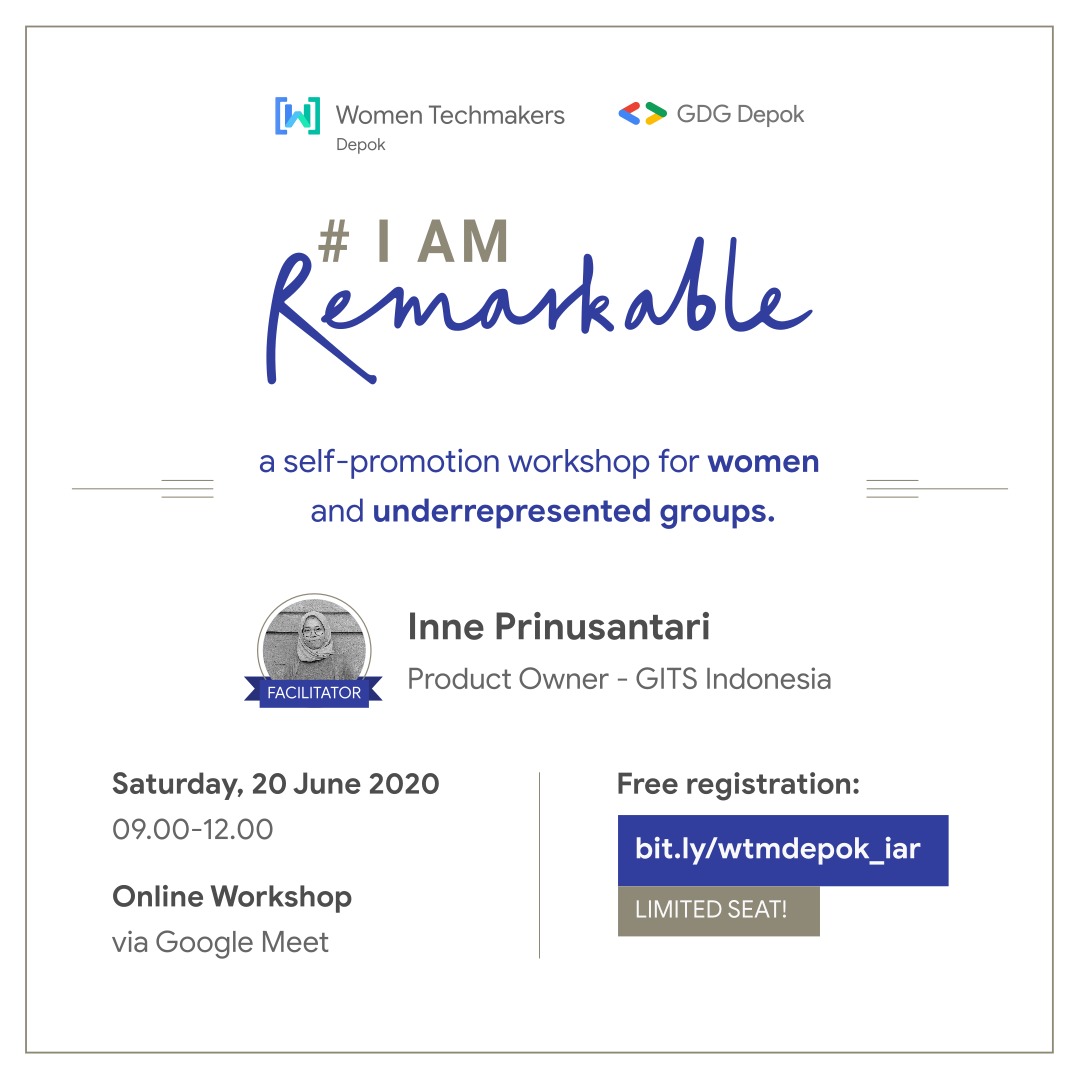 Women Techmakers
Depok
GDG Depok
# I AM
Remarkable
a self-promotion workshop for women
and underrepresented groups.
FACILITATOR
Inne Prinusantari
Product Owner - GITS Indonesia
Saturday, 20 June 2020
09.00-12.00
Online Workshop
via Google Meet
Free registration:
bit.ly/wtmdepok_iar
LIMITED SEAT!